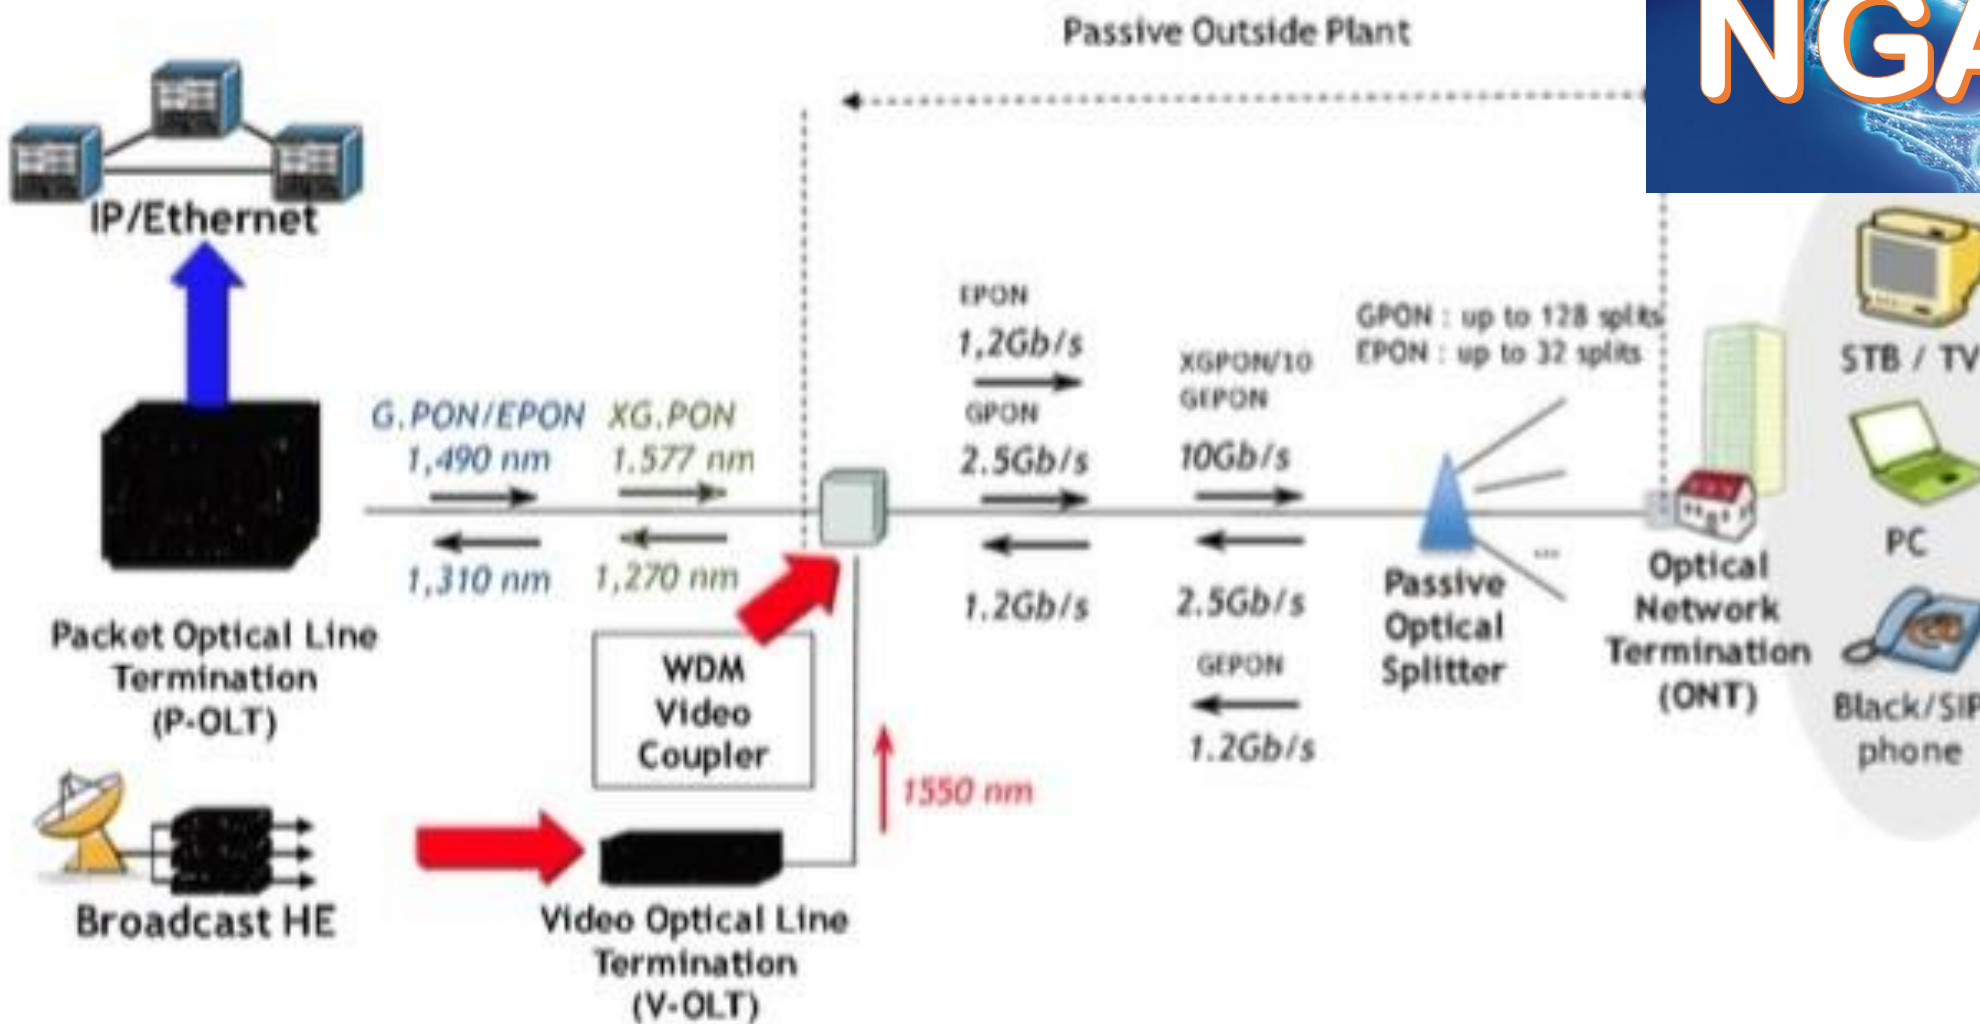 Passive Outside Plant
IP/Ethernet
G.PON/EPON
1,490 nm
1,310 nm
XG.PON
1.577 nm
1,270 nm
EPON
1,2Gb/s
GPON
2.5Gb/s
1.2Gb/s
XGPON/10
GEPON
10Gb/s
2.5Gb/s
GEPON
1.2Gb/s
GPON : up to 128 splits
EPON : up to 32 splits
...
Passive
Optical
Splitter
Optical
Network
Termination
(ONT)
STB / TV
PC
Black/SIP
phone
Packet Optical Line
Termination
(P-OLT)
WDM
Video
Coupler
1550 nm
Broadcast HE
Video Optical Line
Termination
(V-OLT)